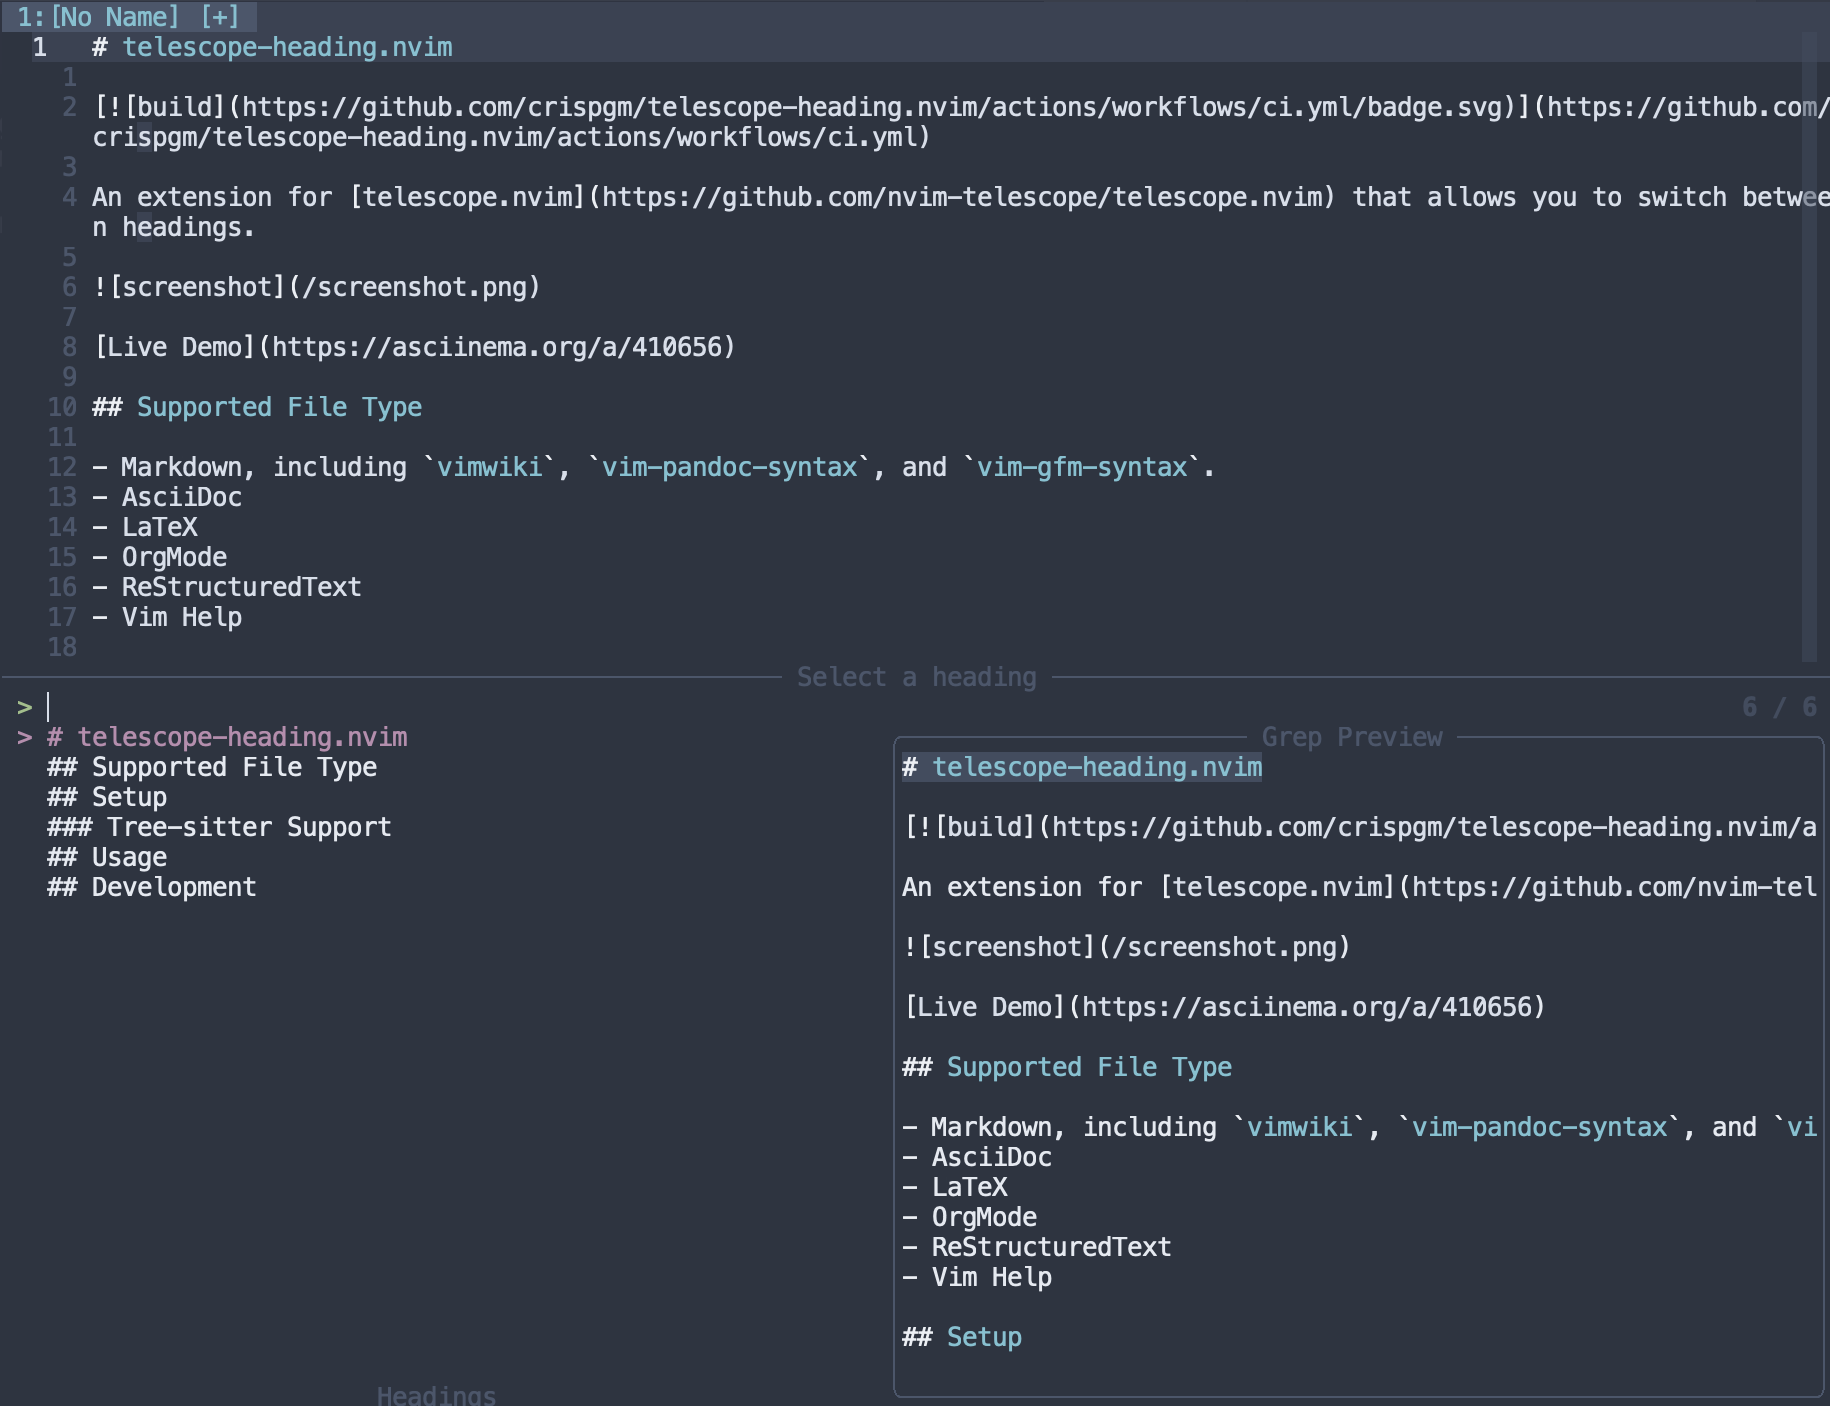 1:[No Name] [+]
1 # telescope-heading.nvim
1
2 [![build](https://github.com/crispgm/telescope-heading.nvim/actions/workflows/ci.yml/badge.svg)](https://github.com/
crispgm/telescope-heading.nvim/actions/workflows/ci.yml)
3
4 An extension for [telescope.nvim](https://github.com/nvim-telescope/telescope.nvim) that allows you to switch betwee
n headings.
5
6 ![screenshot](/screenshot.png)
7
8 [Live Demo](https://asciinema.org/a/410656)
9
10 ## Supported File Type
11
12 - Markdown, including `vimwiki`, `vim-pandoc-syntax`, and `vim-gfm-syntax`.
13 - AsciiDoc
14 - LaTeX
15 - OrgMode
16 - ReStructuredText
17 - Vim Help
18
Select a heading
>
6 / 6
> # telescope-heading.nvim
## Supported File Type
## Setup
### Tree-sitter Support
## Usage
## Development
Headings
Grep Preview
# telescope-heading.nvim
[![build](https://github.com/crispgm/telescope-heading.nvim/a
An extension for [telescope.nvim](https://github.com/nvim-tel
![screenshot](/screenshot.png)
[Live Demo](https://asciinema.org/a/410656)
## Supported File Type
- Markdown, including `vimwiki`, `vim-pandoc-syntax`, and `vi
- AsciiDoc
- LaTeX
- OrgMode
- ReStructuredText
- Vim Help
## Setup